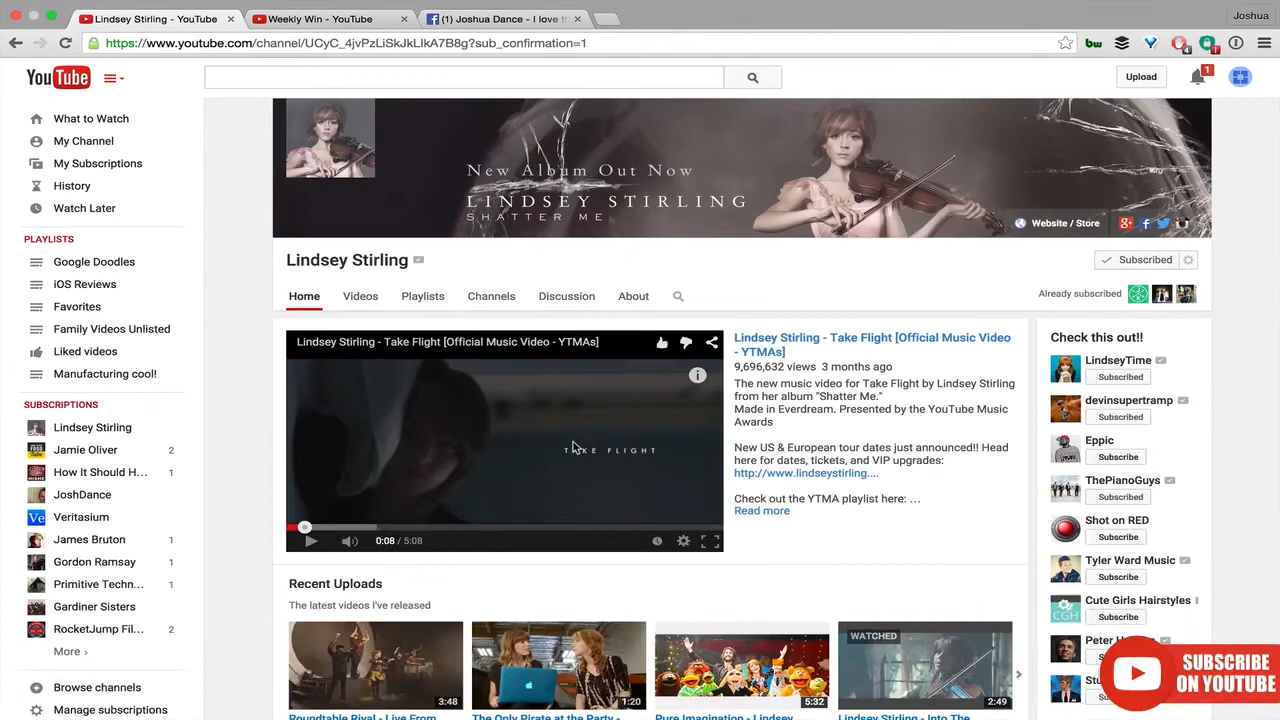 Lindsey Stirling - YouTube
Weekly Win - YouTube
(1) Joshua Dance - I love
Joshua
https://www.youtube.com/channel/UCyC_4jvPzLiSkJkLIkA7B8g?sub_confirmation=1
YouTube
Upload
1
What to Watch
My Channel
My Subscriptions
History
Watch Later
PLAYLISTS
Google Doodles
iOS Reviews
Favorites
Family Videos Unlisted
Liked videos
Manufacturing cool!
SUBSCRIPTIONS
Lindsey Stirling
Jamie Oliver 2
How It Should H... 1
JoshDance
Veritasium
James Bruton 1
Gordon Ramsay 1
Primitive Techn... 1
Gardiner Sisters
RocketJump Fil... 2
More ›
Browse channels
Manage subscriptions
New Album Out Now
LINDSEY STIRLING
SHATTER ME
Website / Store
Lindsey Stirling
Subscribed
Home Videos Playlists Channels Discussion About
Already subscribed
Lindsey Stirling - Take Flight [Official Music Video - YTMAs]
TAKE FLIGHT
0:08 / 5:08
Lindsey Stirling - Take Flight [Official Music Video
- YTMAs]
9,696,632 views 3 months ago
The new music video for Take Flight by Lindsey Stirling
from her album "Shatter Me."
Made in Everdream. Presented by the YouTube Music
Awards
New US & European tour dates just announced!! Head
here for dates, tickets, and VIP upgrades:
http://www.lindseystirling....
Check out the YTMA playlist here: …
Read more
Recent Uploads
The latest videos I've released
3:48
1:20
5:32
WATCHED
2:49
Roundtable Rival - Live From
The Only Pirate at the Party -
Pure Imagination - Lindsey
Lindsey Stirling - Into The
Check this out!!
LindseyTime
Subscribed
devinsupertramp
Subscribed
Eppic
Subscribe
ThePianoGuys
Subscribed
Shot on RED
Subscribe
Tyler Ward Music
Subscribe
Cute Girls Hairstyles
Subscribe
Peter
SUBSCRIBE
ON YOUTUBE